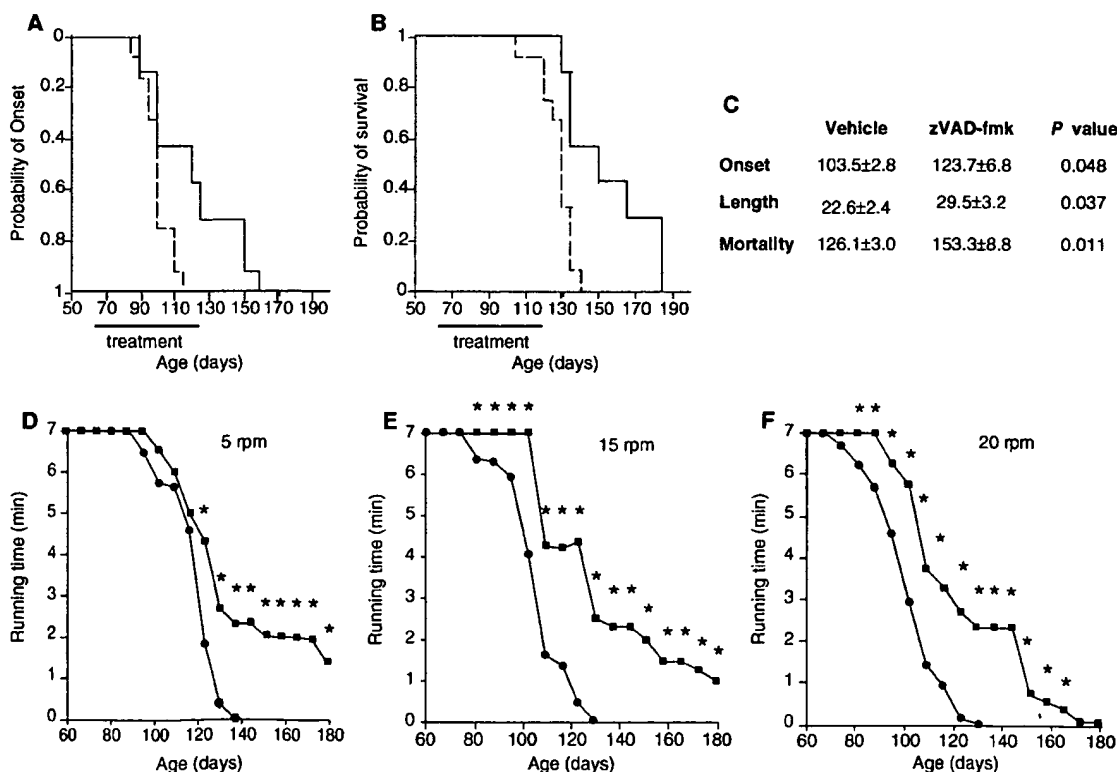 A
Probability of Onset
0
0.2
0.4
0.6
0.8
1
50 70 90 110 130 150 170 190
treatment
Age (days)
B
Probability of survival
1
0.8
0.6
0.4
0.2
0
50 70 90 110 130 150 170 190
treatment
Age (days)
C
Vehicle zVAD-fmk P value
Onset 103.5±2.8 123.7±6.8 0.048
Length 22.6±2.4 29.5±3.2 0.037
Mortality 126.1±3.0 153.3±8.8 0.011
D
5 rpm
Running time (min)
7
6
5
4
3
2
1
0
60 80 100 120 140 160 180
Age (days)
E
15 rpm
Running time (min)
7
6
5
4
3
2
1
0
60 80 100 120 140 160 180
Age (days)
F
20 rpm
Running time (min)
7
6
5
4
3
2
1
0
60 80 100 120 140 160 180
Age (days)